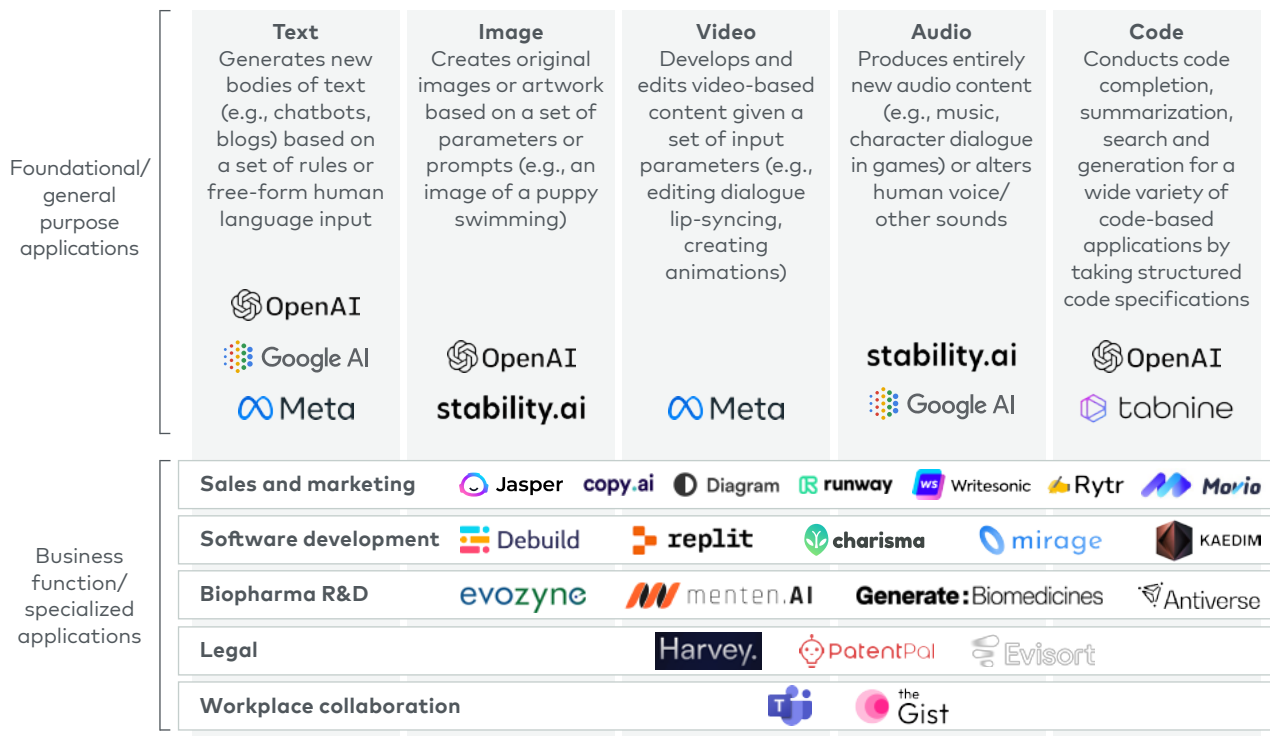 Foundational/
general
purpose
applications
Text
Generates new
bodies of text
(e.g., chatbots,
blogs) based on
a set of rules or
free-form human
language input
OpenAI
Google AI
Meta
Image
Creates original
images or artwork
based on a set of
parameters or
prompts (e.g., an
image of a puppy
swimming)
OpenAI
stability.ai
Video
Develops and
edits video-based
content given a
set of input
parameters (e.g.,
editing dialogue
lip-syncing,
creating
animations)
Meta
Audio
Produces entirely
new audio content
(e.g., music,
character dialogue
in games) or alters
human voice/
other sounds
stability.ai
Google AI
Code
Conducts code
completion,
summarization,
search and
generation for a
wide variety of
code-based
applications by
taking structured
code specifications
OpenAI
tabnine
Business
function/
specialized
applications
Sales and marketing Jasper copy.ai Diagram runway WS Writesonic Rytr Movio
Software development Debuild replit charisma mirage KAEDIM
Biopharma R&D evozyne menten.AI Generate:Biomedicines Antiverse
Legal Harvey. PatentPal Evisort
Workplace collaboration T the Gist